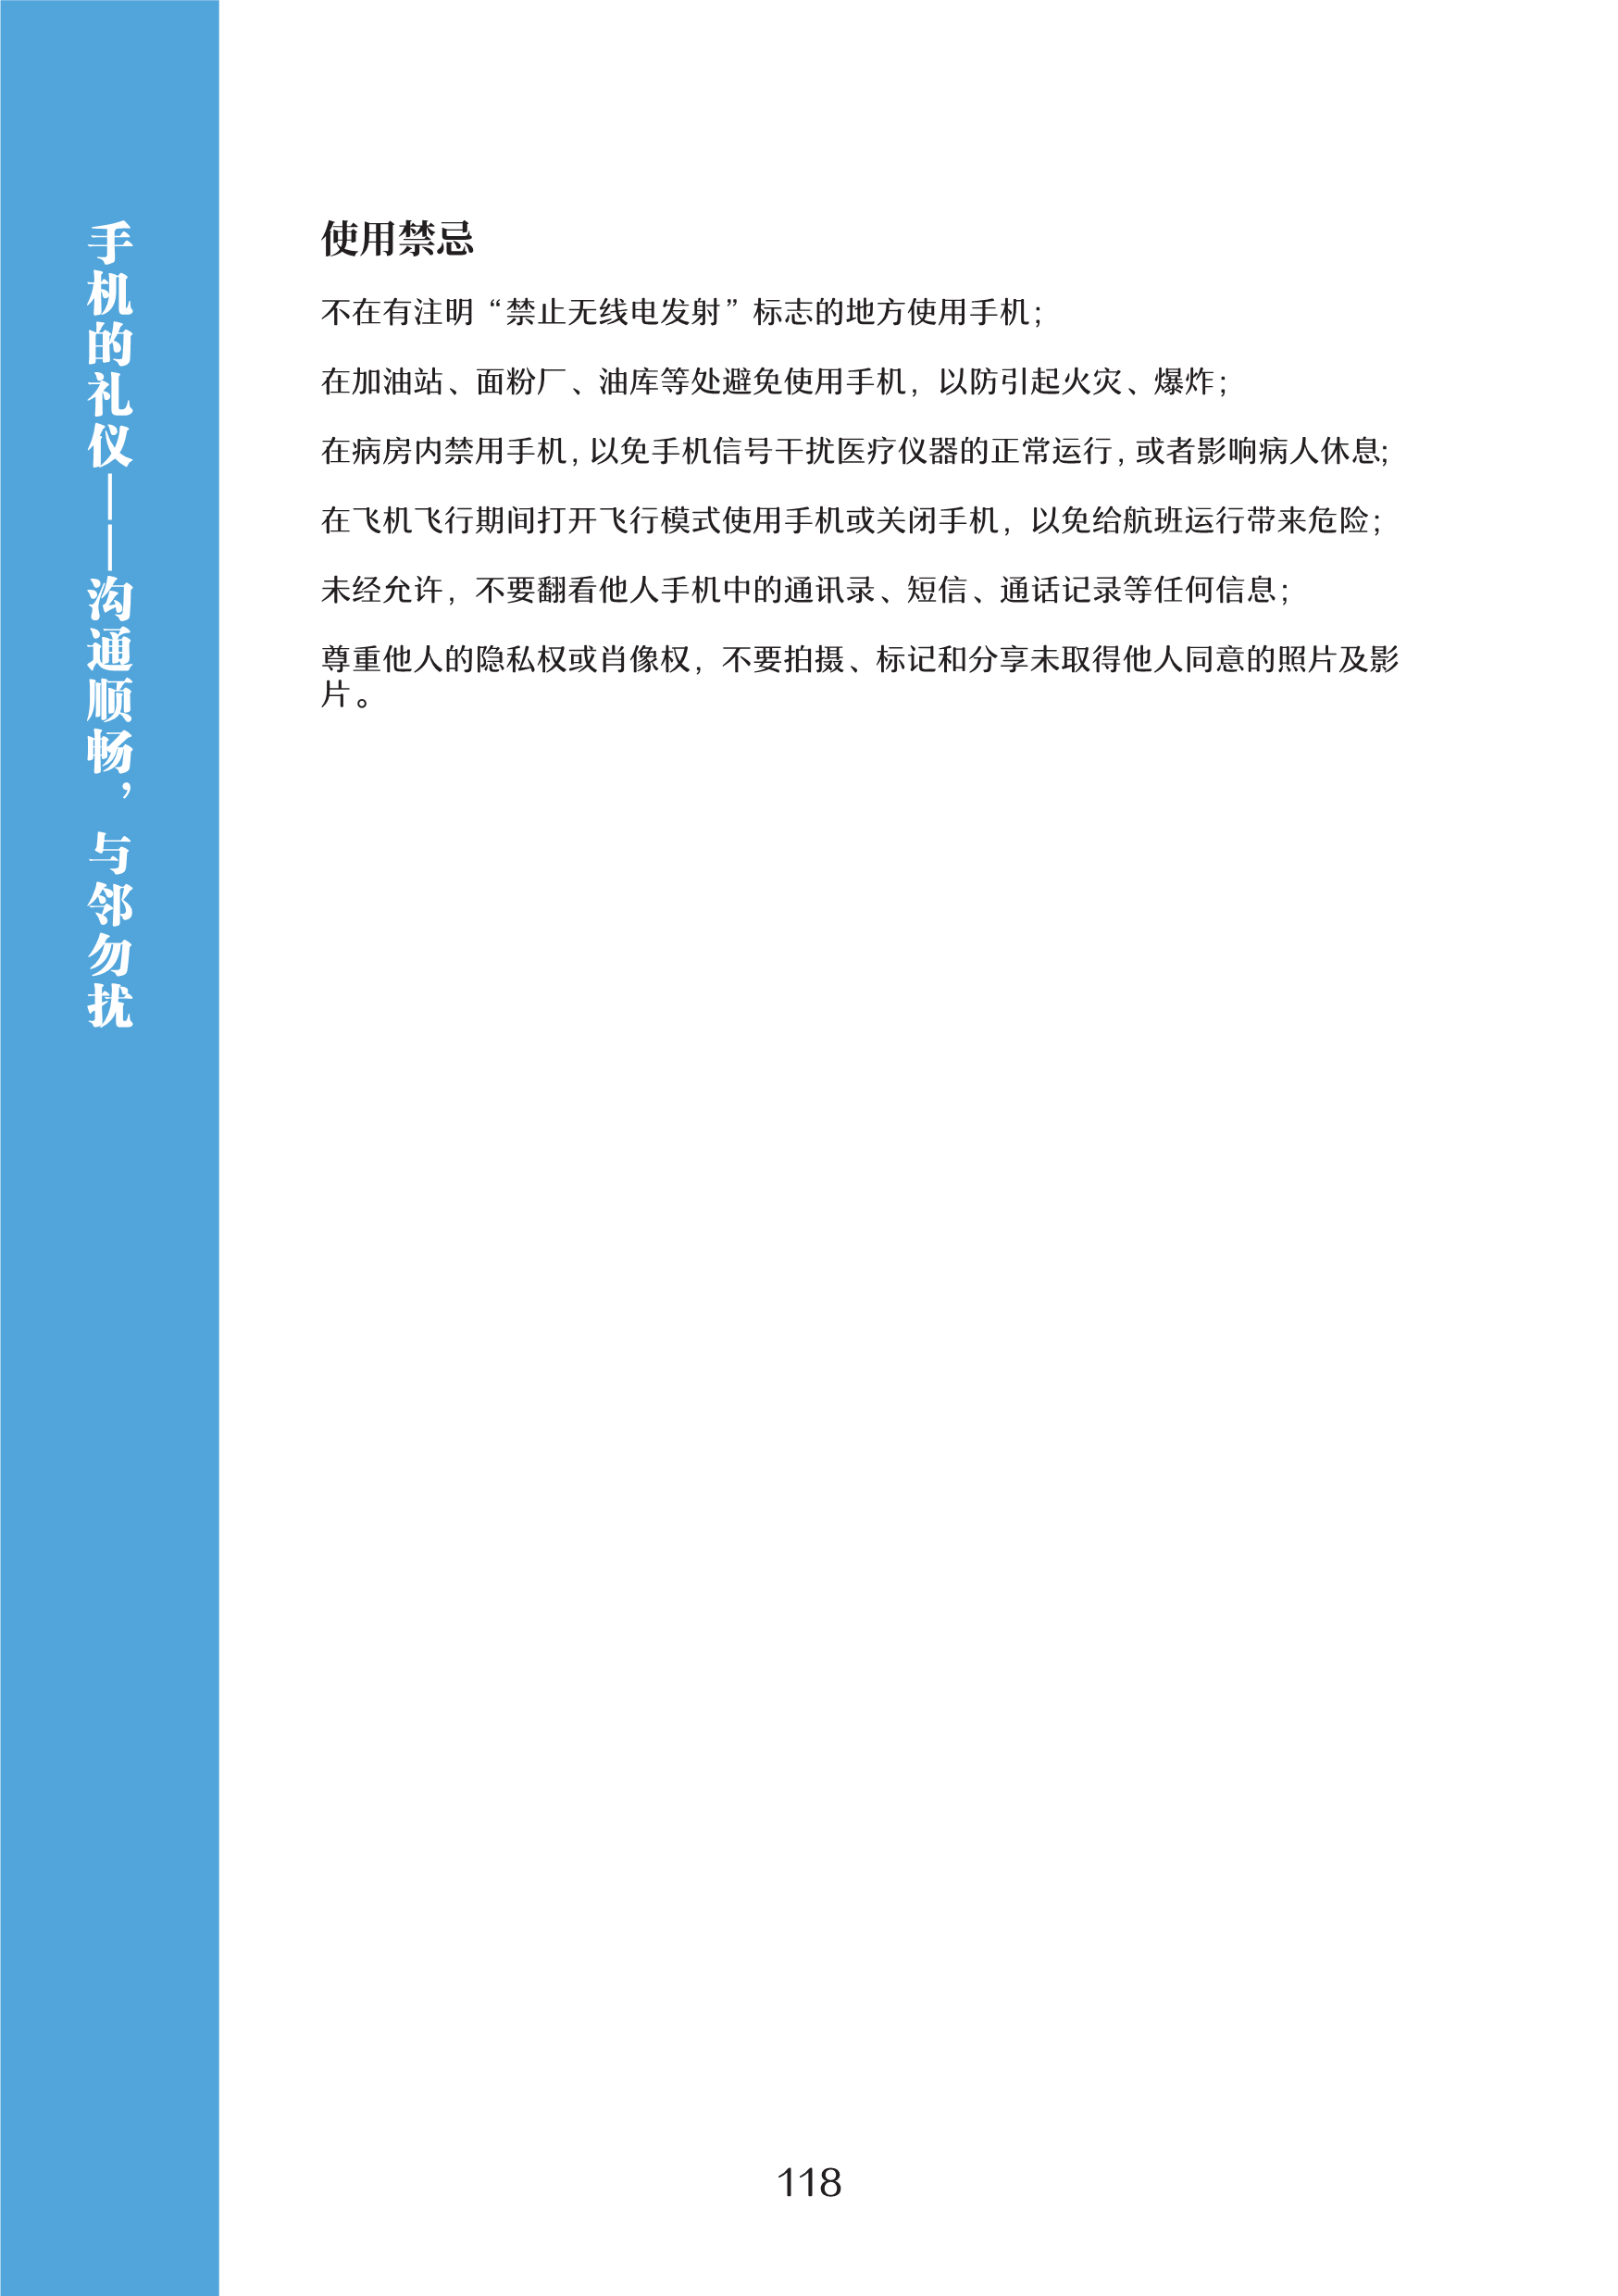 手机的礼仪——沟通顺畅，与邻勿扰
使用禁忌
不在有注明“禁止无线电发射”标志的地方使用手机；
在加油站、面粉厂、油库等处避免使用手机，以防引起火灾、爆炸；
在病房内禁用手机，以免手机信号干扰医疗仪器的正常运行，或者影响病人休息；
在飞机飞行期间打开飞行模式使用手机或关闭手机，以免给航班运行带来危险；
未经允许，不要翻看他人手机中的通讯录、短信、通话记录等任何信息；
尊重他人的隐私权或肖像权，不要拍摄、标记和分享未取得他人同意的照片及影
片。
118